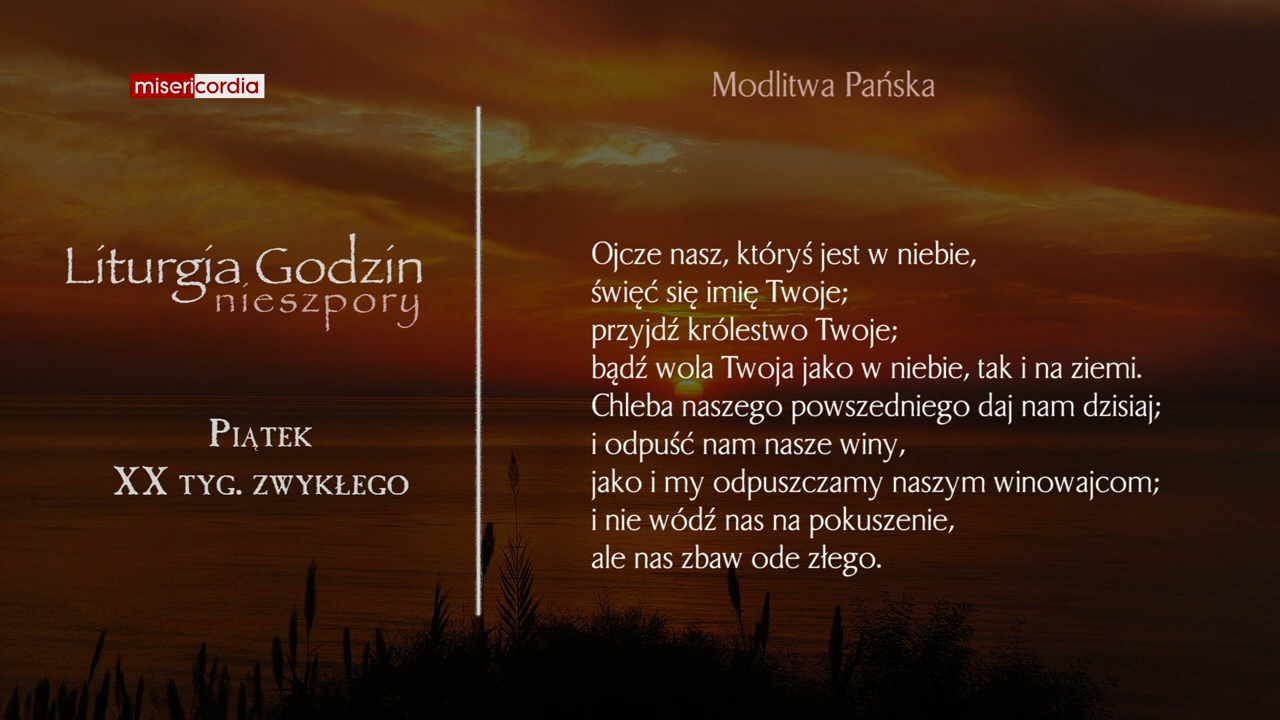 misericordia
Modlitwa Pańska
Liturgia Godzin
nieszpory
Piątek
XX tyg. zwykłego
Ojcze nasz, któryś jest w niebie,
święć się imię Twoje;
przyjdź królestwo Twoje;
bądź wola Twoja jako w niebie, tak i na ziemi.
Chleba naszego powszedniego daj nam dzisiaj;
i odpuść nam nasze winy,
jako i my odpuszczamy naszym winowajcom;
i nie wódź nas na pokuszenie,
ale nas zbaw ode złego.